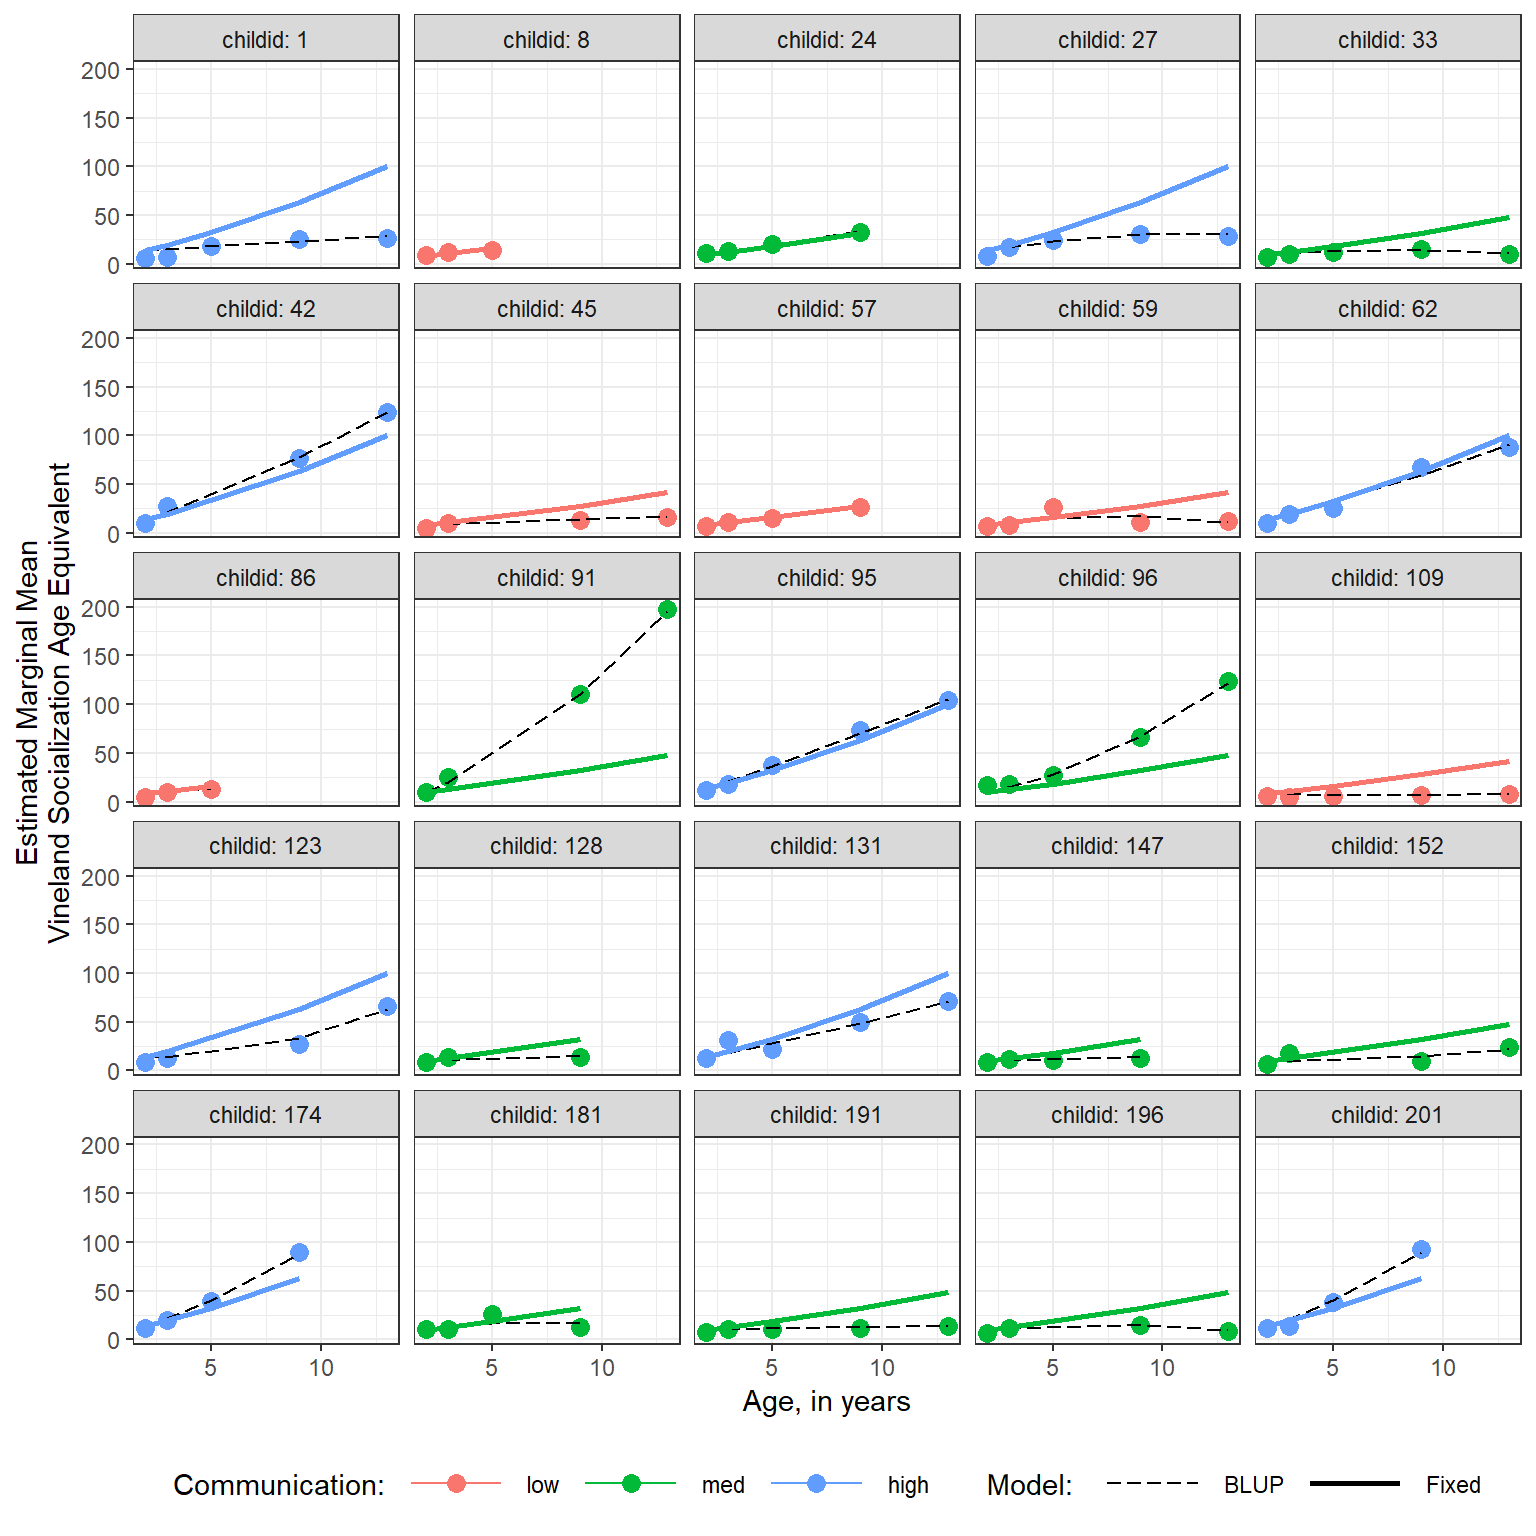 childid: 1
childid: 8
childid: 24
childid: 27
childid: 33
200
150
100
50
0
childid: 42
childid: 45
childid: 57
childid: 59
childid: 62
200
150
100
50
0
childid: 86
childid: 91
childid: 95
childid: 96
childid: 109
200
150
100
50
0
childid: 123
childid: 128
childid: 131
childid: 147
childid: 152
200
150
100
50
0
childid: 174
childid: 181
childid: 191
childid: 196
childid: 201
200
150
100
50
0
5 10
5 10
5 10
5 10
5 10
Estimated Marginal Mean
Vineland Socialization Age Equivalent
Age, in years
Communication: low med high Model: BLUP Fixed